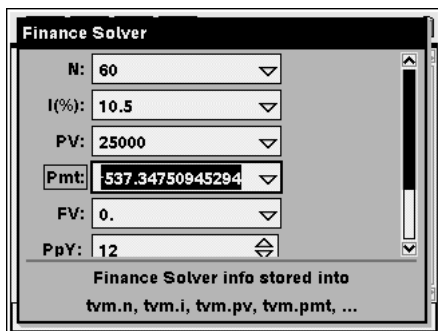 Finance Solver
N: 60
I(%): 10.5
PV: 25000
Pmt: -537.34750945294
FV: 0.
PpY: 12
Finance Solver info stored into
tvm.n, tvm.i, tvm.pv, tvm.pmt, ...